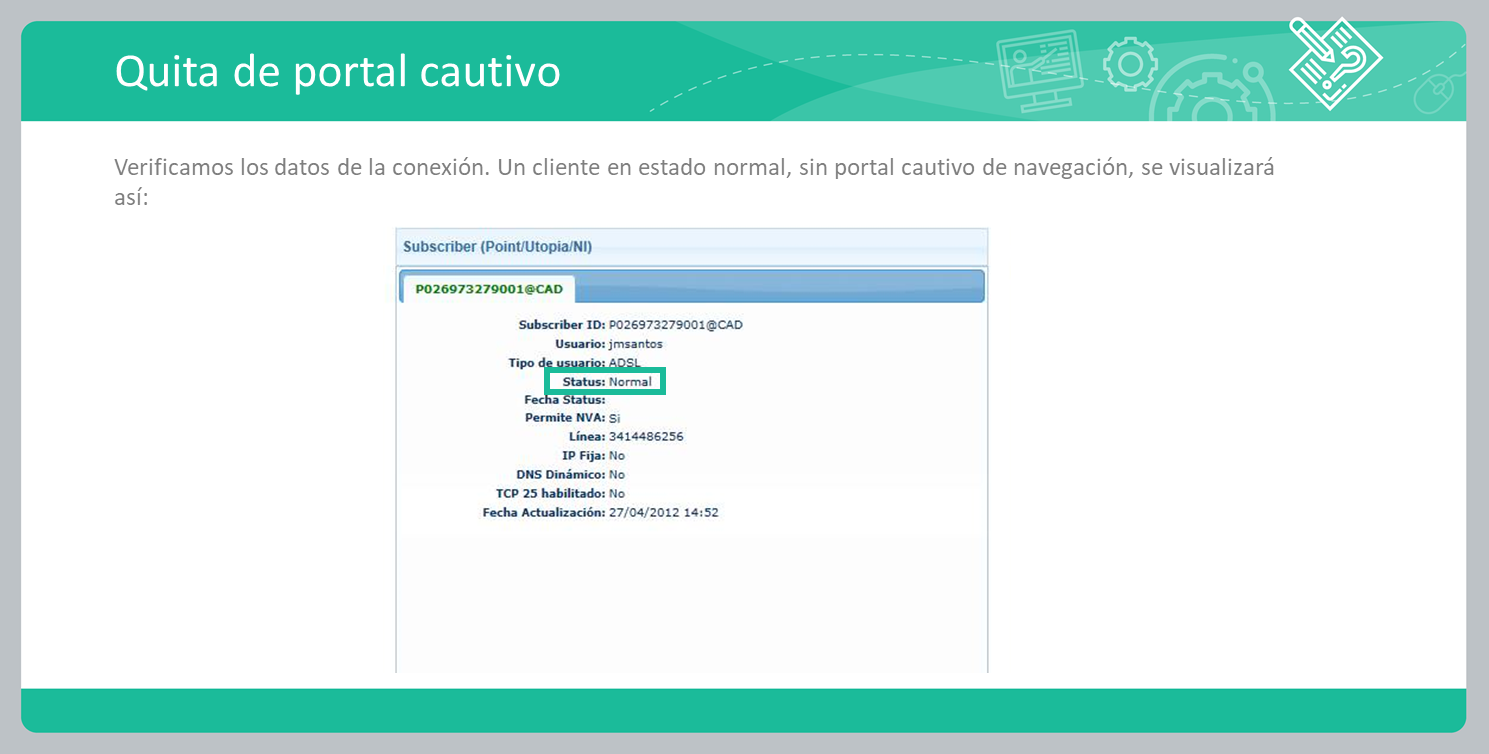 Quita de portal cautivo
Verificamos los datos de la conexión. Un cliente en estado normal, sin portal cautivo de navegación, se visualizará
así:
Subscriber (Point/Utopia/NI)
P026973279001@CAD
Subscriber ID: P026973279001@CAD
Usuario: jmsantos
Tipo de usuario: ADSL
Status: Normal
Fecha Status:
Permite NVA: Si
Línea: 3414486256
IP Fija: No
DNS Dinámico: No
TCP 25 habilitado: No
Fecha Actualización: 27/04/2012 14:52